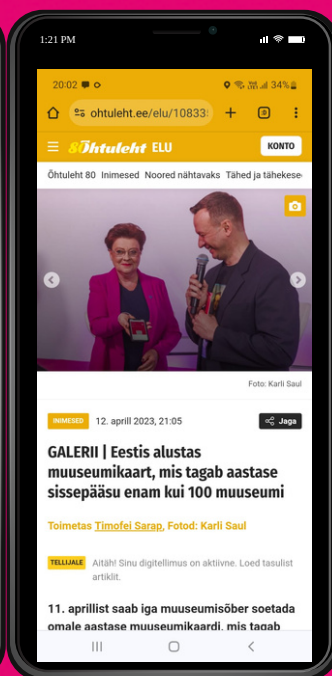 1:21 PM
20:02
34%
ohtuleht.ee/elu/10833
80htuleht ELU
KONTO
Õhtuleht 80 Inimesed Noored nähtavaks Tähed ja tähekese
Foto: Karli Saul
INIMESED 12. aprill 2023, 21:05
Jaga
GALERII | Eestis alustas
muuseumikaart, mis tagab aastase
sissepääsu enam kui 100 muuseumi
Toimetas Timofei Sarap, Fotod: Karli Saul
TELLIJALE Aitäh! Sinu digitellimus on aktiivne. Loed tasulist
artiklit.
11. aprillist saab iga muuseumisõber soetada
omale aastase muuseumikaardi, mis tagab